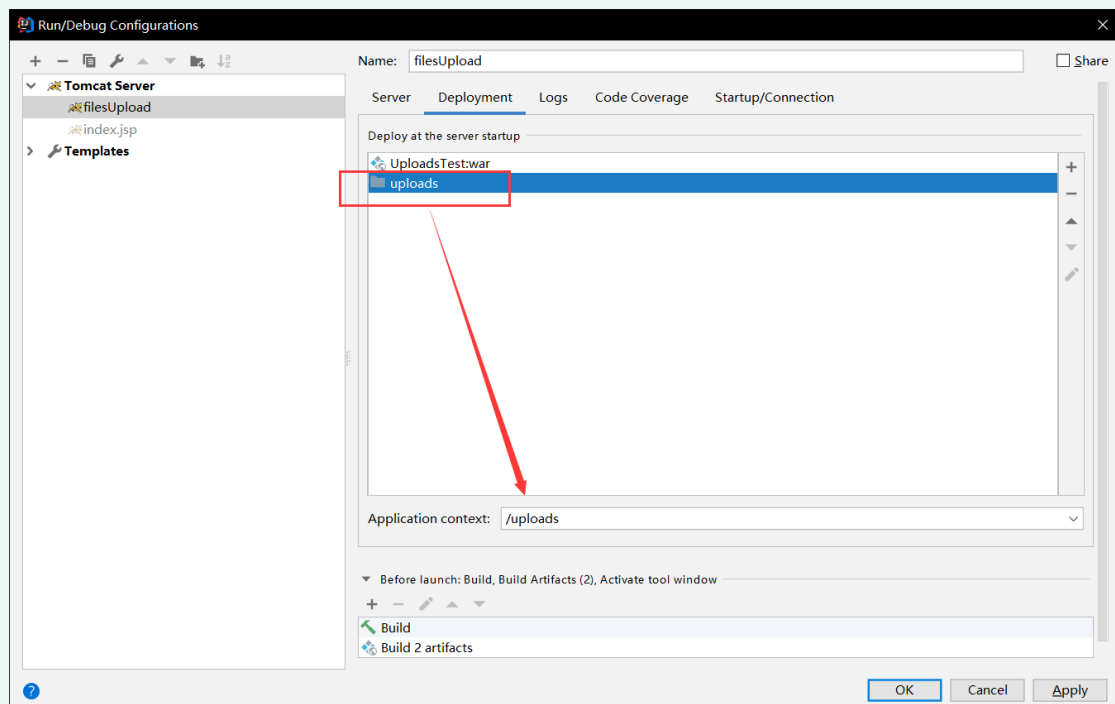 Run/Debug Configurations
Name: filesUpload
Share
Tomcat Server
filesUpload
index.jsp
Templates
Server Deployment Logs Code Coverage Startup/Connection
Deploy at the server startup
UploadsTest:war
uploads
Application context: /uploads
Before launch: Build, Build Artifacts (2), Activate tool window
Build
Build 2 artifacts
?
OK Cancel Apply